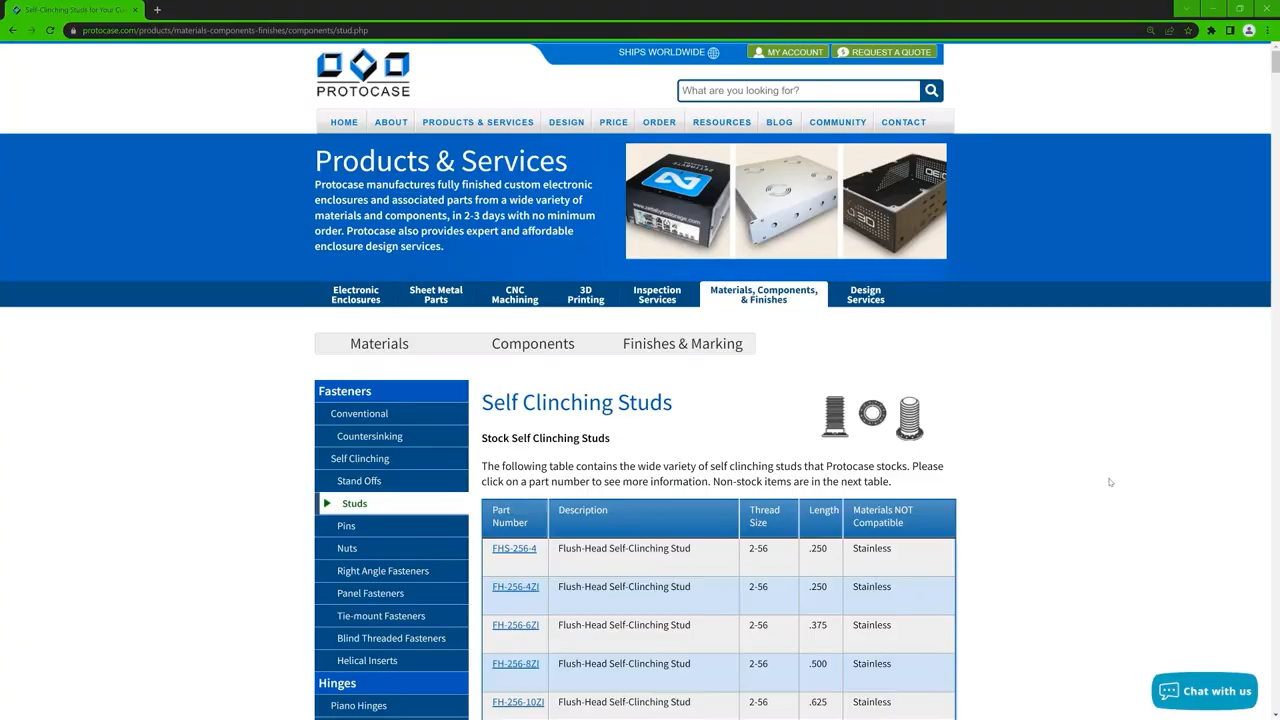 Self-Clinching Studs for Your Cu
protocase.com/products/materials-components-finishes/components/stud.php
SHIPS WORLDWIDE
MY ACCOUNT
REQUEST A QUOTE
PROTOCASE
What are you looking for?
HOME ABOUT PRODUCTS & SERVICES DESIGN PRICE ORDER RESOURCES BLOG COMMUNITY CONTACT
Products & Services
Protocase manufactures fully finished custom electronic
enclosures and associated parts from a wide variety of
materials and components, in 2-3 days with no minimum
order. Protocase also provides expert and affordable
enclosure design services.
Electronic Enclosures
Sheet Metal Parts
CNC Machining
3D Printing
Inspection Services
Materials, Components, & Finishes
Design Services
Materials Components Finishes & Marking
Fasteners
Conventional
Countersinking
Self Clinching
Stand Offs
Studs
Pins
Nuts
Right Angle Fasteners
Panel Fasteners
Tie-mount Fasteners
Blind Threaded Fasteners
Helical Inserts
Hinges
Piano Hinges
Self Clinching Studs
Stock Self Clinching Studs
The following table contains the wide variety of self clinching studs that Protocase stocks. Please
click on a part number to see more information. Non-stock items are in the next table.
Part Number Description Thread Size Length Materials NOT Compatible
FHS-256-4 Flush-Head Self-Clinching Stud 2-56 .250 Stainless
FH-256-4ZI Flush-Head Self-Clinching Stud 2-56 .250 Stainless
FH-256-6ZI Flush-Head Self-Clinching Stud 2-56 .375 Stainless
FH-256-8ZI Flush-Head Self-Clinching Stud 2-56 .500 Stainless
FH-256-10ZI Flush-Head Self-Clinching Stud 2-56 .625 Stainless
Chat with us